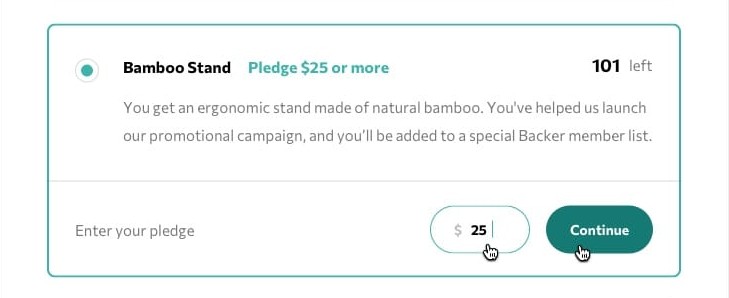 Bamboo Stand Pledge $25 or more 101 left
You get an ergonomic stand made of natural bamboo. You've helped us launch
our promotional campaign, and you'll be added to a special Backer member list.
Enter your pledge $ 25 Continue